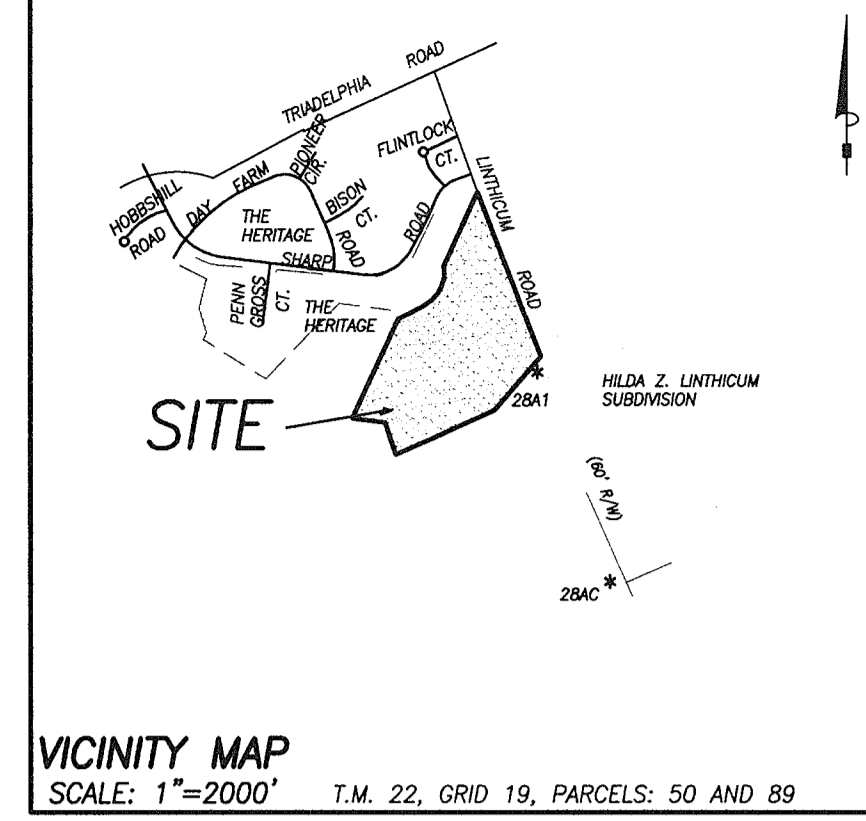 TRIADELPHIA ROAD
PIONEER
CIR.
FLINTLOCK
CT.
LINTHICUM
ROAD
HOBBSHILL
ROAD
DAY FARM
ROAD
BISON
CT.
THE
HERITAGE
SHARP ROAD
PENN
GROSS
CT.
THE
HERITAGE
SITE
28A1
HILDA Z. LINTHICUM
SUBDIVISION
(60' R/W)
28AC
VICINITY MAP
SCALE: 1"=2000' T.M. 22, GRID 19, PARCELS: 50 AND 89